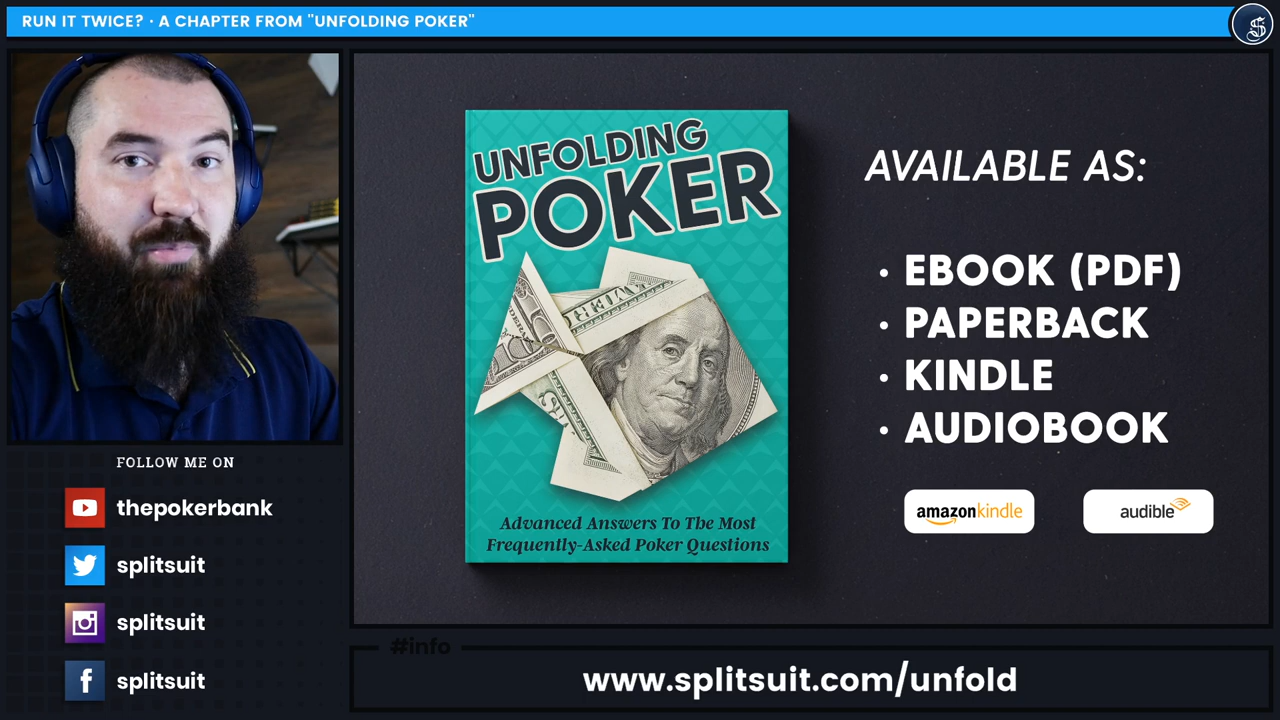 RUN IT TWICE? · A CHAPTER FROM "UNFOLDING POKER"
S
FOLLOW ME ON
thepokerbank
splitsuit
splitsuit
f
splitsuit
UNFOLDING
POKER
Advanced Answers To The Most
Frequently-Asked Poker Questions
AVAILABLE AS:
• EBOOK (PDF)
• PAPERBACK
• KINDLE
• AUDIOBOOK
amazonkindle
audible
#info
www.splitsuit.com/unfold